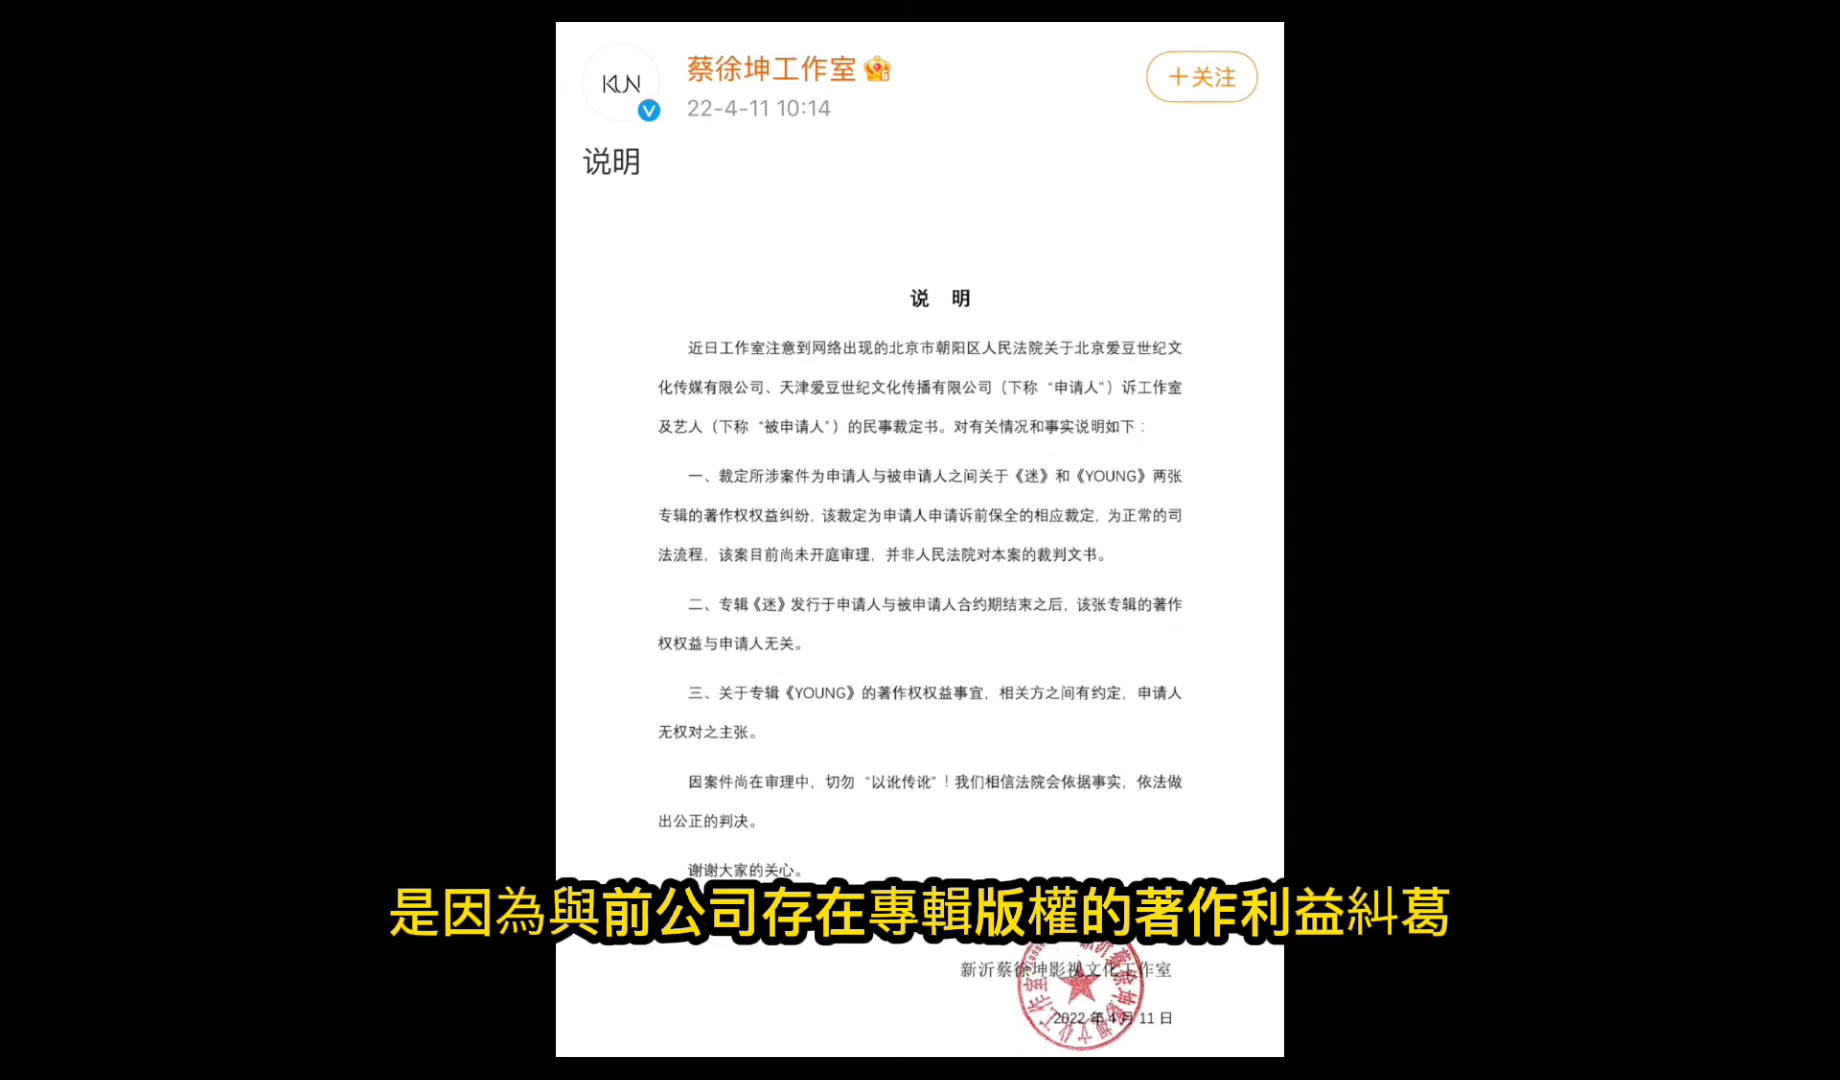 KUN
蔡徐坤工作室
22-4-11 10:14
+关注
说明
说 明
近日工作室注意到网络出现的北京市朝阳区人民法院关于北京爱豆世纪文
化传媒有限公司、天津爱豆世纪文化传播有限公司（下称“申请人”）诉工作室
及艺人（下称“被申请人”）的民事裁定书。对有关情况和事实说明如下：
一、裁定所涉案件为申请人与被申请人之间关于《迷》和《YOUNG》两张
专辑的著作权权益纠纷，该裁定为申请人申请诉前保全的相应裁定，为正常的司
法流程，该案目前尚未开庭审理，并非人民法院对本案的裁判文书。
二、专辑《迷》发行于申请人与被申请人合约期结束之后，该张专辑的著作
权权益与申请人无关。
三、关于专辑《YOUNG》的著作权权益事宜，相关方之间有约定，申请人
无权对之主张。
因案件尚在审理中，切勿“以讹传讹”！我们相信法院会依据事实，依法做
出公正的判决。
谢谢大家的关心。
是因為與前公司存在專輯版權的著作利益糾葛
新沂蔡徐坤影视文化工作室
2022年4月11日